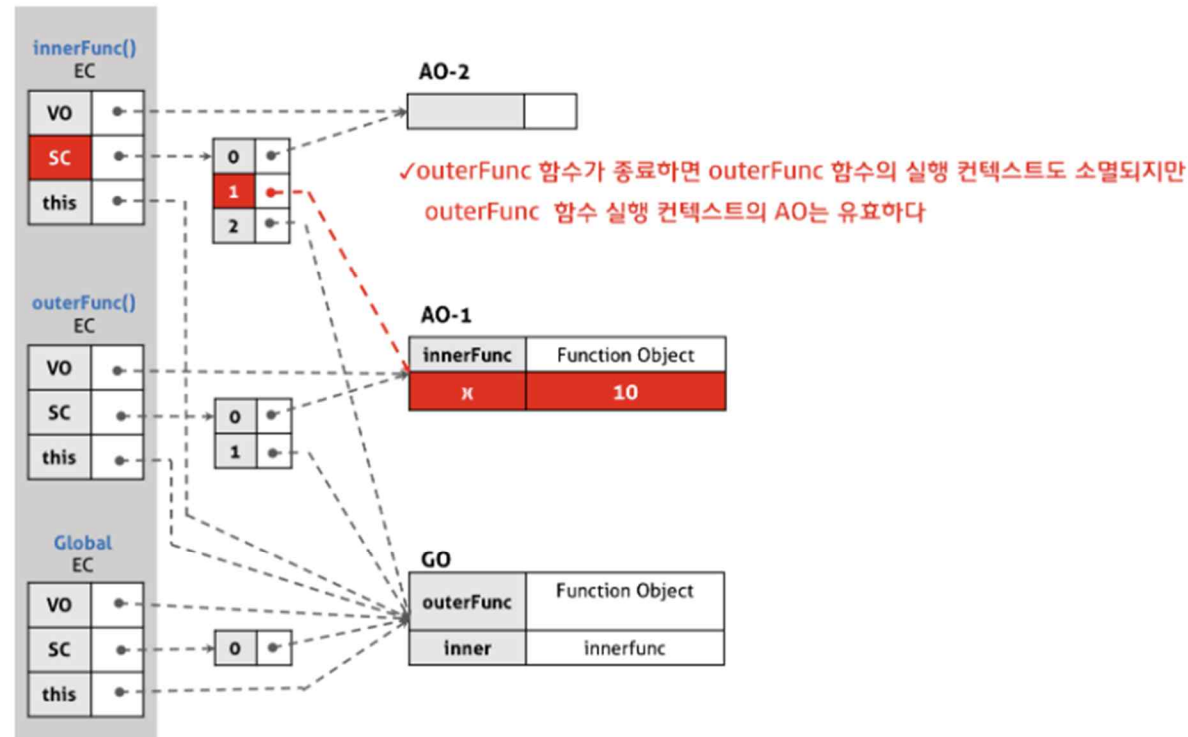 innerFunc()
EC
VO
SC
this
0
1
2
AO-2
✓outerFunc 함수가 종료하면 outerFunc 함수의 실행 컨텍스트도 소멸되지만
outerFunc 함수 실행 컨텍스트의 AO는 유효하다
outerFunc()
EC
VO
SC
this
0
1
AO-1
innerFunc Function Object
x 10
Global
EC
VO
SC
this
0
GO
outerFunc Function Object
inner innerfunc